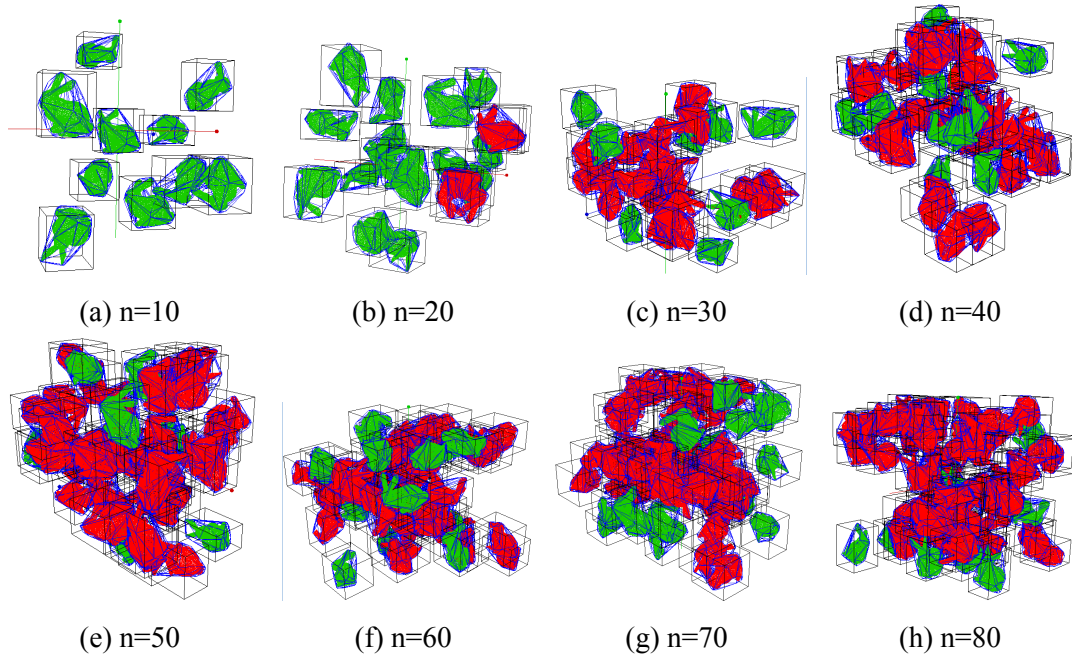 (a) n=10
(b) n=20
(c) n=30
(d) n=40
(e) n=50
(f) n=60
(g) n=70
(h) n=80